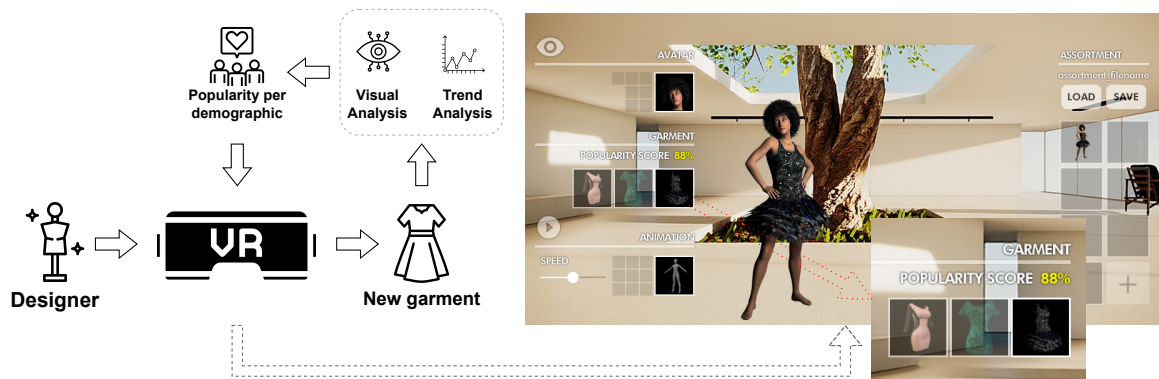 Popularity per
demographic
Visual
Analysis
Trend
Analysis
Designer
VR
New garment
AVATAR
GARMENT
POPULARITY SCORE 88%
ANIMATION
SPEED
ASSORTMENT
assortment_filename
LOAD
SAVE
GARMENT
POPULARITY SCORE 88%